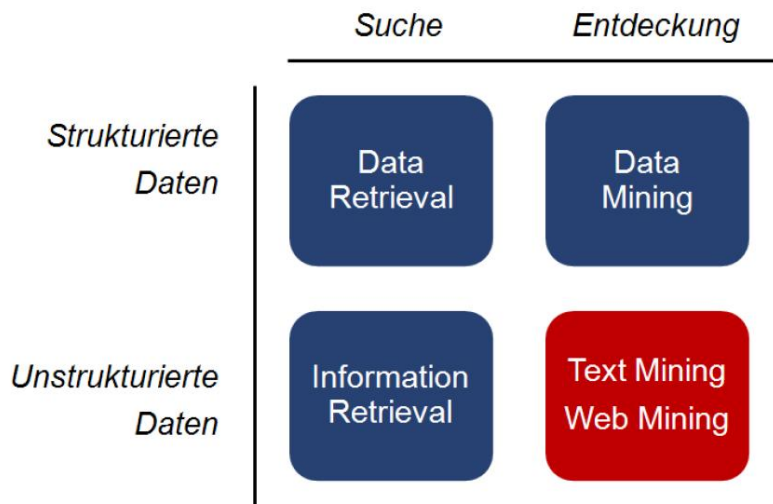 Suche Entdeckung
Strukturierte
Daten
Data
Retrieval
Data
Mining
Unstrukturierte
Daten
Information
Retrieval
Text Mining
Web Mining